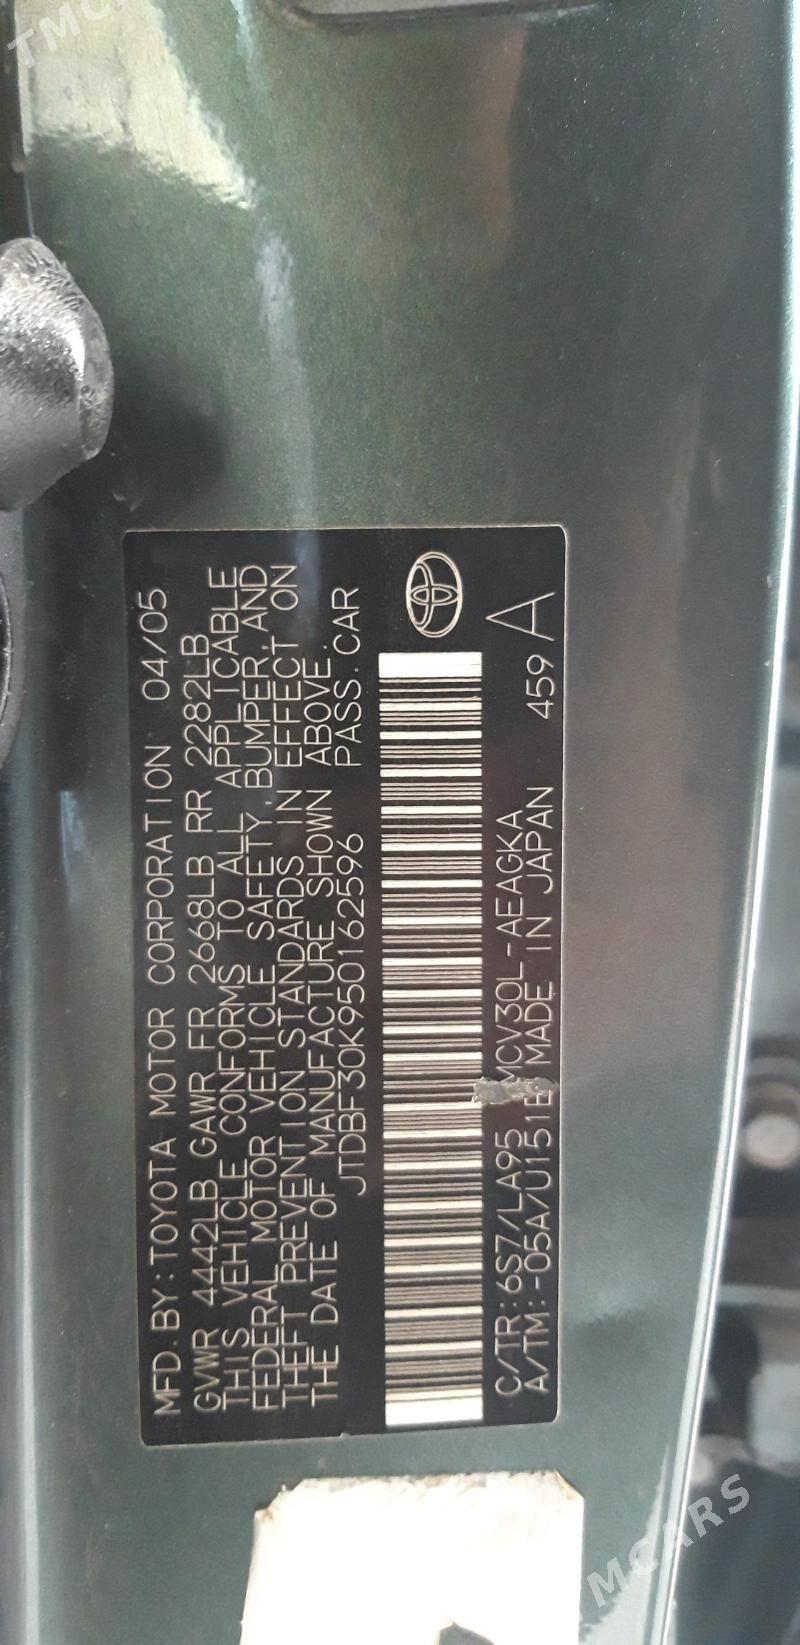 TMCARS
MFD. BY: TOYOTA MOTOR CORPORATION 04/05
GVWR 4442LB GAWR FR 2668LB RR 2282LB
THIS VEHICLE CONFORMS TO ALL APPLICABLE
FEDERAL MOTOR VEHICLE SAFETY, BUMPER, AND
THEFT PREVENTION STANDARDS IN EFFECT ON
THE DATE OF MANUFACTURE SHOWN ABOVE.
JTDBF30K950162596 PASS. CAR
C/TR: 6S7/LA95 MCV30L-AEAGKA
A/TM: -05A/U151E MADE IN JAPAN 459 A
MCARS